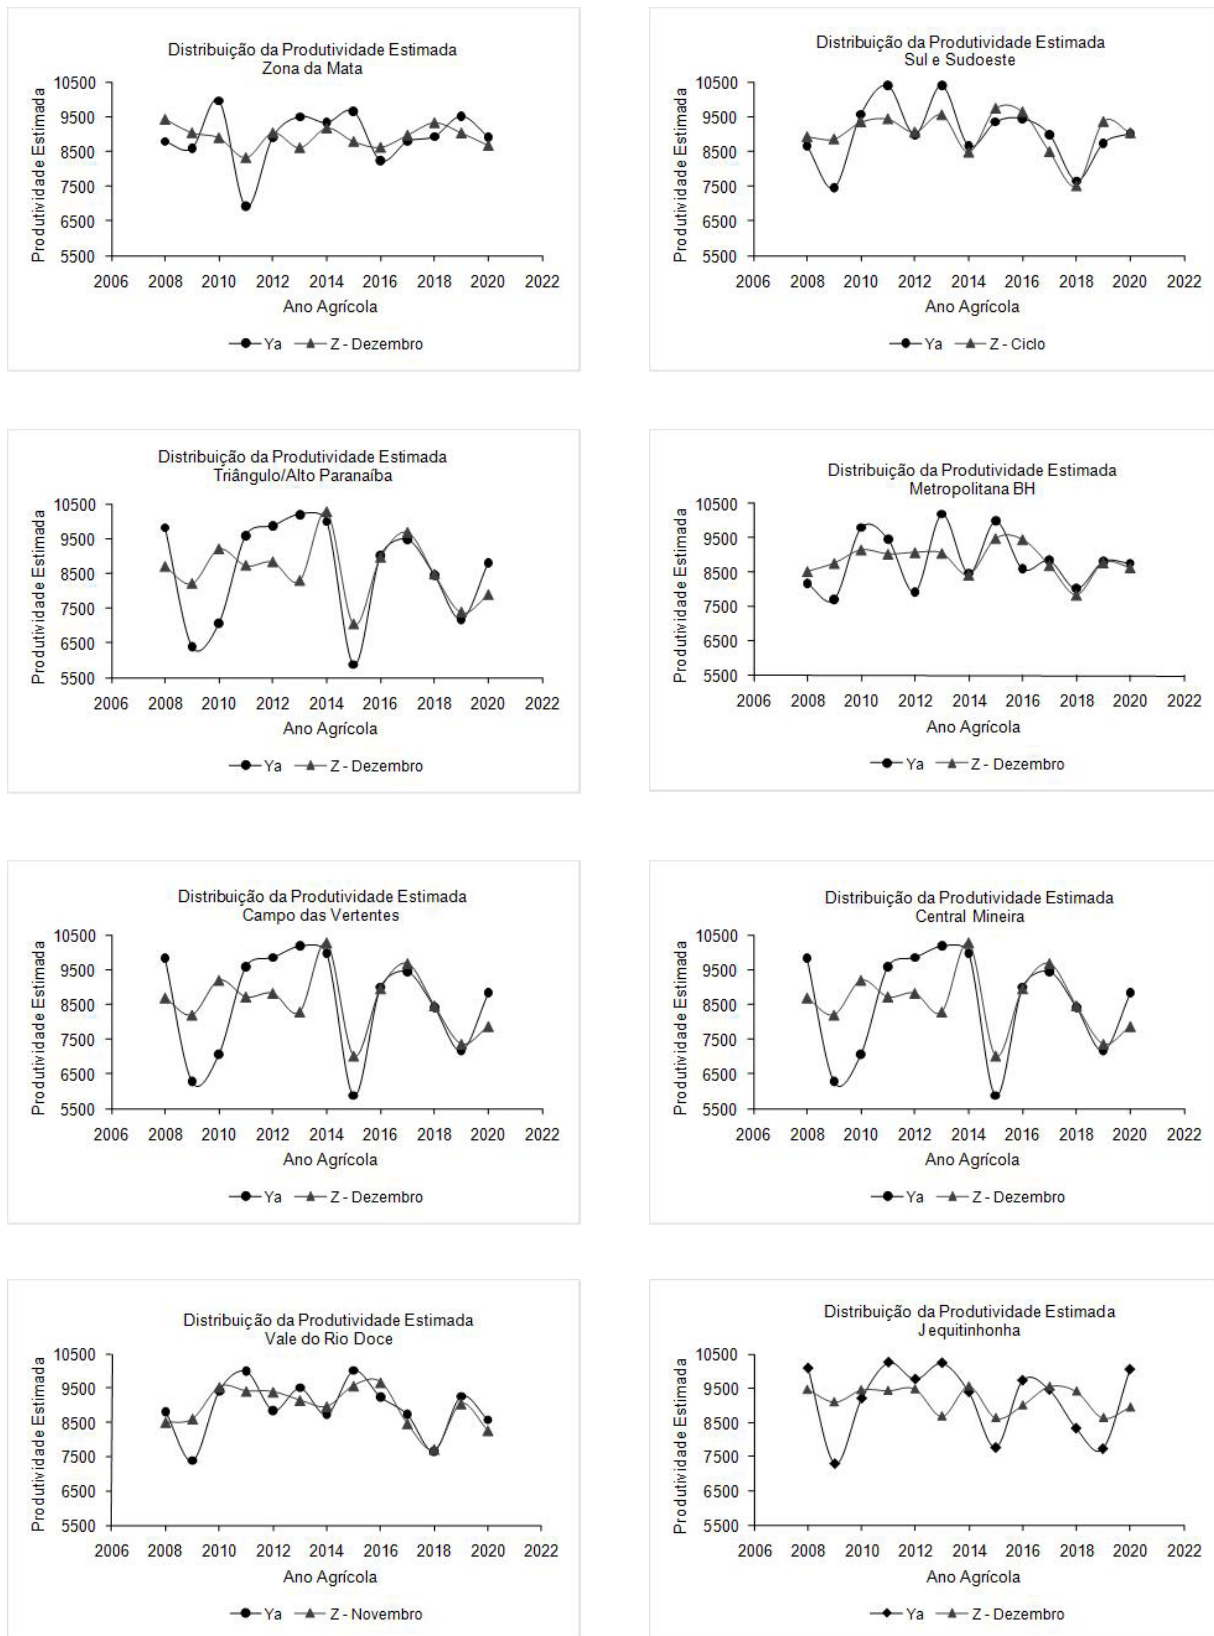 Distribuição da Produtividade Estimada
Zona da Mata
Produtividade Estimada
10500
9500
8500
7500
6500
5500
2006 2008 2010 2012 2014 2016 2018 2020 2022
Ano Agrícola
Ya Z - Dezembro
Distribuição da Produtividade Estimada
Sul e Sudoeste
Produtividade Estimada
10500
9500
8500
7500
6500
5500
2006 2008 2010 2012 2014 2016 2018 2020 2022
Ano Agrícola
Ya Z - Ciclo
Distribuição da Produtividade Estimada
Triângulo/Alto Paranaíba
Produtividade Estimada
10500
9500
8500
7500
6500
5500
2006 2008 2010 2012 2014 2016 2018 2020 2022
Ano Agrícola
Ya Z - Dezembro
Distribuição da Produtividade Estimada
Metropolitana BH
Produtividade Estimada
10500
9500
8500
7500
6500
5500
2006 2008 2010 2012 2014 2016 2018 2020 2022
Ano Agrícola
Ya Z - Dezembro
Distribuição da Produtividade Estimada
Campo das Vertentes
Produtividade Estimada
10500
9500
8500
7500
6500
5500
2006 2008 2010 2012 2014 2016 2018 2020 2022
Ano Agrícola
Ya Z - Dezembro
Distribuição da Produtividade Estimada
Central Mineira
Produtividade Estimada
10500
9500
8500
7500
6500
5500
2006 2008 2010 2012 2014 2016 2018 2020 2022
Ano Agrícola
Ya Z - Dezembro
Distribuição da Produtividade Estimada
Vale do Rio Doce
Produtividade Estimada
10500
9500
8500
7500
6500
5500
2006 2008 2010 2012 2014 2016 2018 2020 2022
Ano Agrícola
Ya Z - Novembro
Distribuição da Produtividade Estimada
Jequitinhonha
Produtividade Estimada
10500
9500
8500
7500
6500
5500
2006 2008 2010 2012 2014 2016 2018 2020 2022
Ano Agrícola
Ya Z - Dezembro